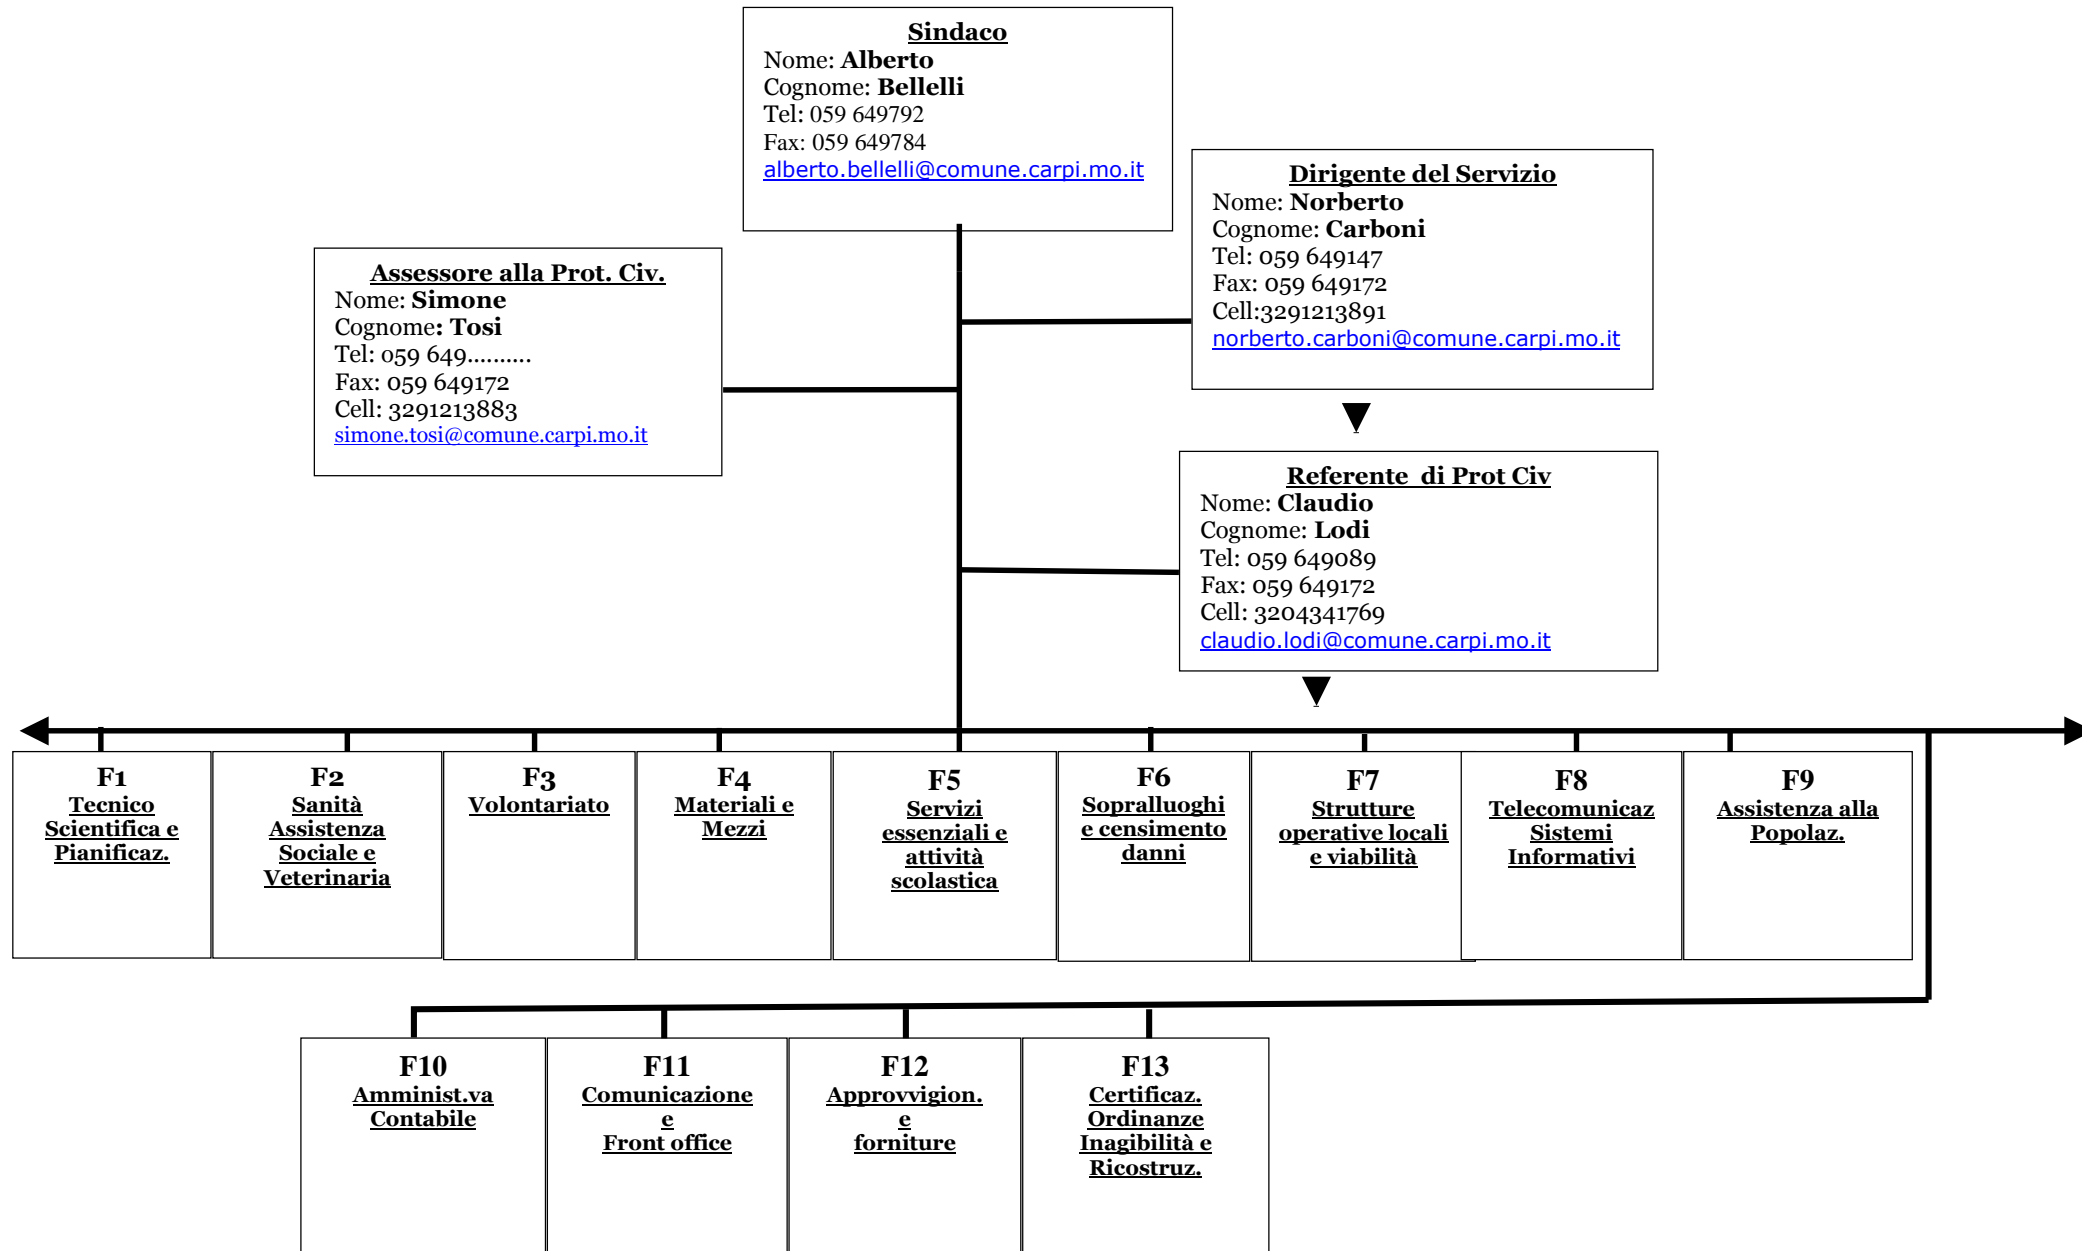 Sindaco
Nome: Alberto
Cognome: Bellelli
Tel: 059 649792
Fax: 059 649784
alberto.bellelli@comune.carpi.mo.it
Dirigente del Servizio
Nome: Norberto
Cognome: Carboni
Tel: 059 649147
Fax: 059 649172
Cell:3291213891
norberto.carboni@comune.carpi.mo.it
Assessore alla Prot. Civ.
Nome: Simone
Cognome: Tosi
Tel: 059 649..........
Fax: 059 649172
Cell: 3291213883
simone.tosi@comune.carpi.mo.it
Referente di Prot Civ
Nome: Claudio
Cognome: Lodi
Tel: 059 649089
Fax: 059 649172
Cell: 3204341769
claudio.lodi@comune.carpi.mo.it
F1
Tecnico
Scientifica e
Pianificaz.
F2
Sanità
Assistenza
Sociale e
Veterinaria
F3
Volontariato
F4
Materiali e
Mezzi
F5
Servizi
essenziali e
attività
scolastica
F6
Sopralluoghi
e censimento
danni
F7
Strutture
operative locali
e viabilità
F8
Telecomunicaz
Sistemi
Informativi
F9
Assistenza alla
Popolaz.
F10
Amminist.va
Contabile
F11
Comunicazione
e
Front office
F12
Approvvigion.
e
forniture
F13
Certificaz.
Ordinanze
Inagibilità e
Ricostruz.